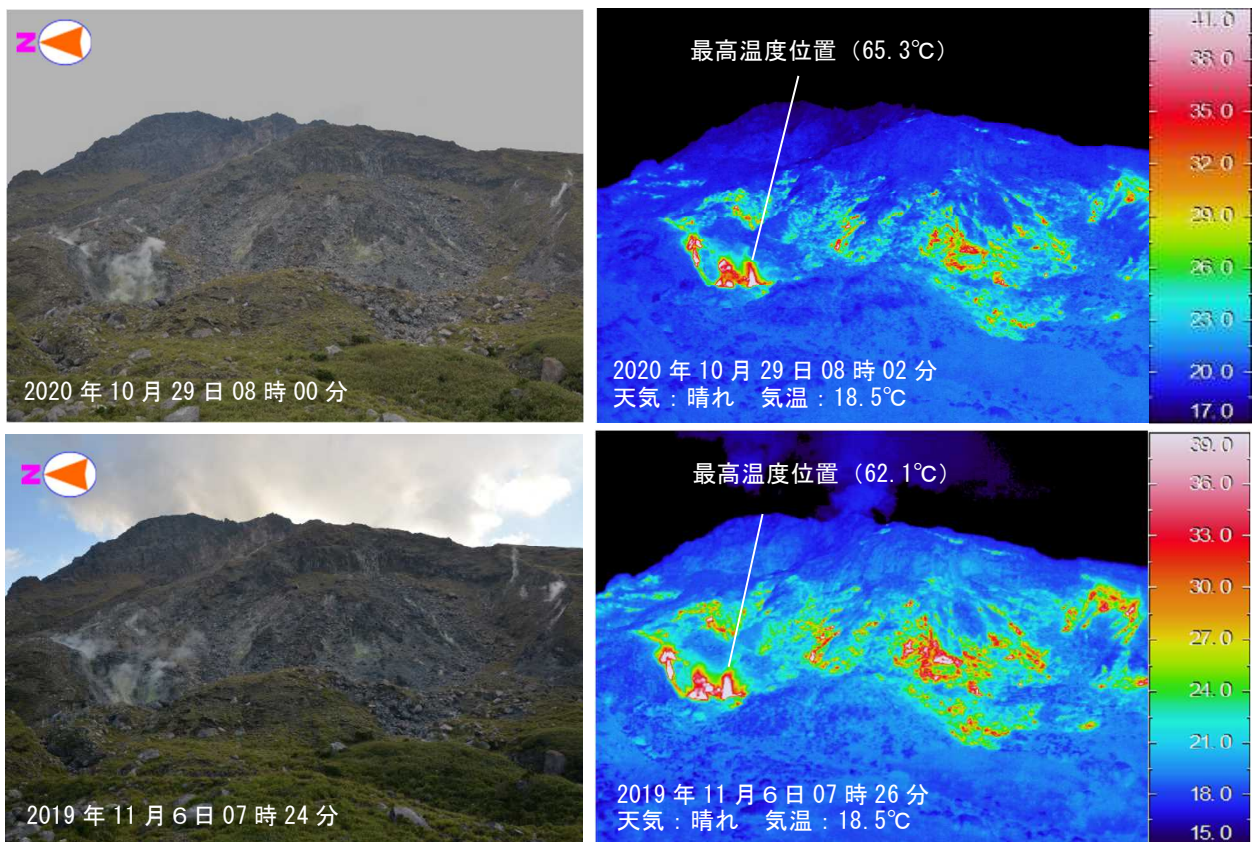 N
2020年10月29日08時00分
最高温度位置（65.3℃）
2020年10月29日08時02分
天気：晴れ　気温：18.5℃
41.0
38.0
35.0
32.0
29.0
26.0
23.0
20.0
17.0
N
2019年11月６日07時24分
最高温度位置（62.1℃）
2019年11月６日07時26分
天気：晴れ　気温：18.5℃
39.0
36.0
33.0
30.0
27.0
24.0
21.0
18.0
15.0